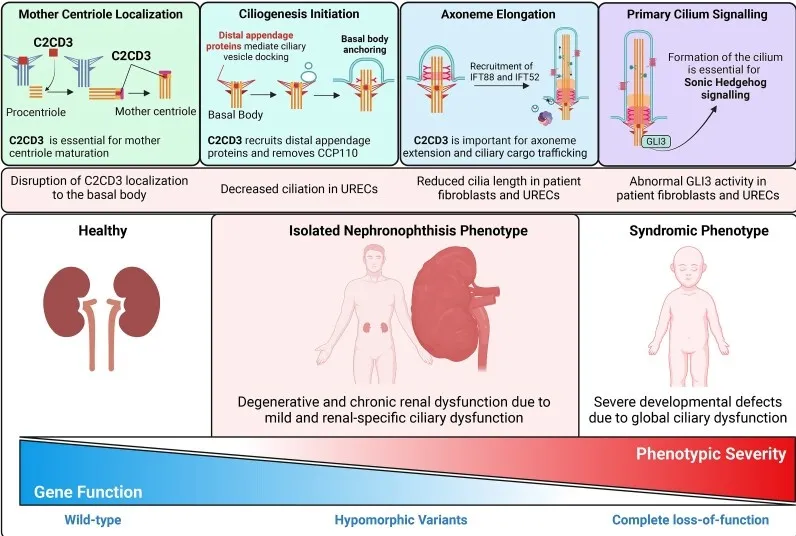 Mother Centriole Localization
C2CD3
C2CD3
Procentriole
Mother centriole
C2CD3 is essential for mother
centriole maturation
Ciliogenesis Initiation
Distal appendage
proteins mediate ciliary
vesicle docking
Basal body
anchoring
Basal Body
C2CD3 recruits distal appendage
proteins and removes CCP110
Axoneme Elongation
Recruitment of
IFT88 and IFT52
C2CD3 is important for axoneme
extension and ciliary cargo trafficking
Primary Cilium Signalling
Formation of the cilium
is essential for
Sonic Hedgehog
signalling
GLI3
Disruption of C2CD3 localization
to the basal body
Decreased ciliation in URECs
Reduced cilia length in patient
fibroblasts and URECs
Abnormal GLI3 activity in
patient fibroblasts and URECs
Healthy
Isolated Nephronophthisis Phenotype
Degenerative and chronic renal dysfunction due to
mild and renal-specific ciliary dysfunction
Syndromic Phenotype
Severe developmental defects
due to global ciliary dysfunction
Phenotypic Severity
Gene Function
Wild-type
Hypomorphic Variants
Complete loss-of-function